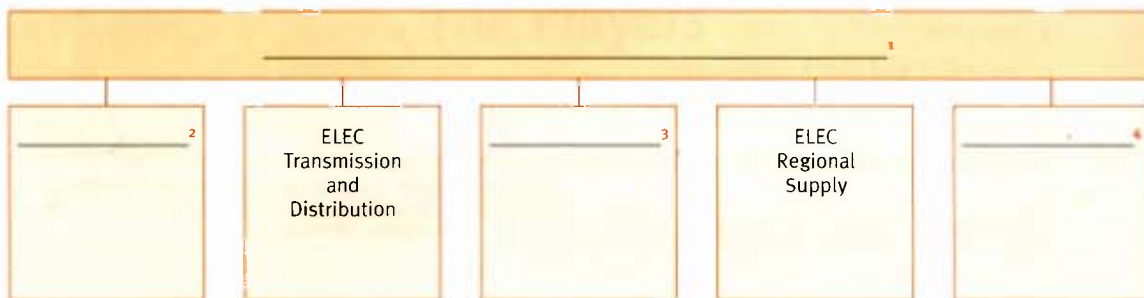 1
2
ELEC
Transmission
and
Distribution
3
ELEC
Regional
Supply
4